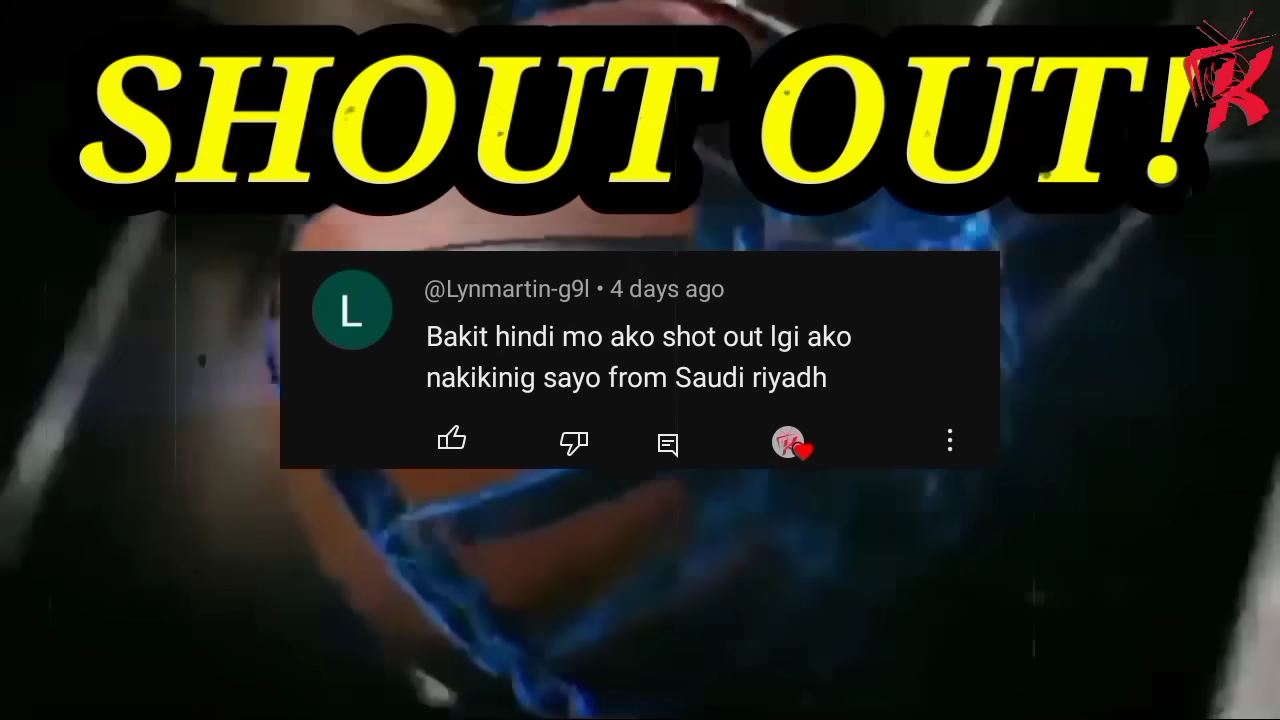 SHOUT OUT!
@Lynmartin-g9l • 4 days ago
Bakit hindi mo ako shot out lgi ako
nakikinig sayo from Saudi riyadh